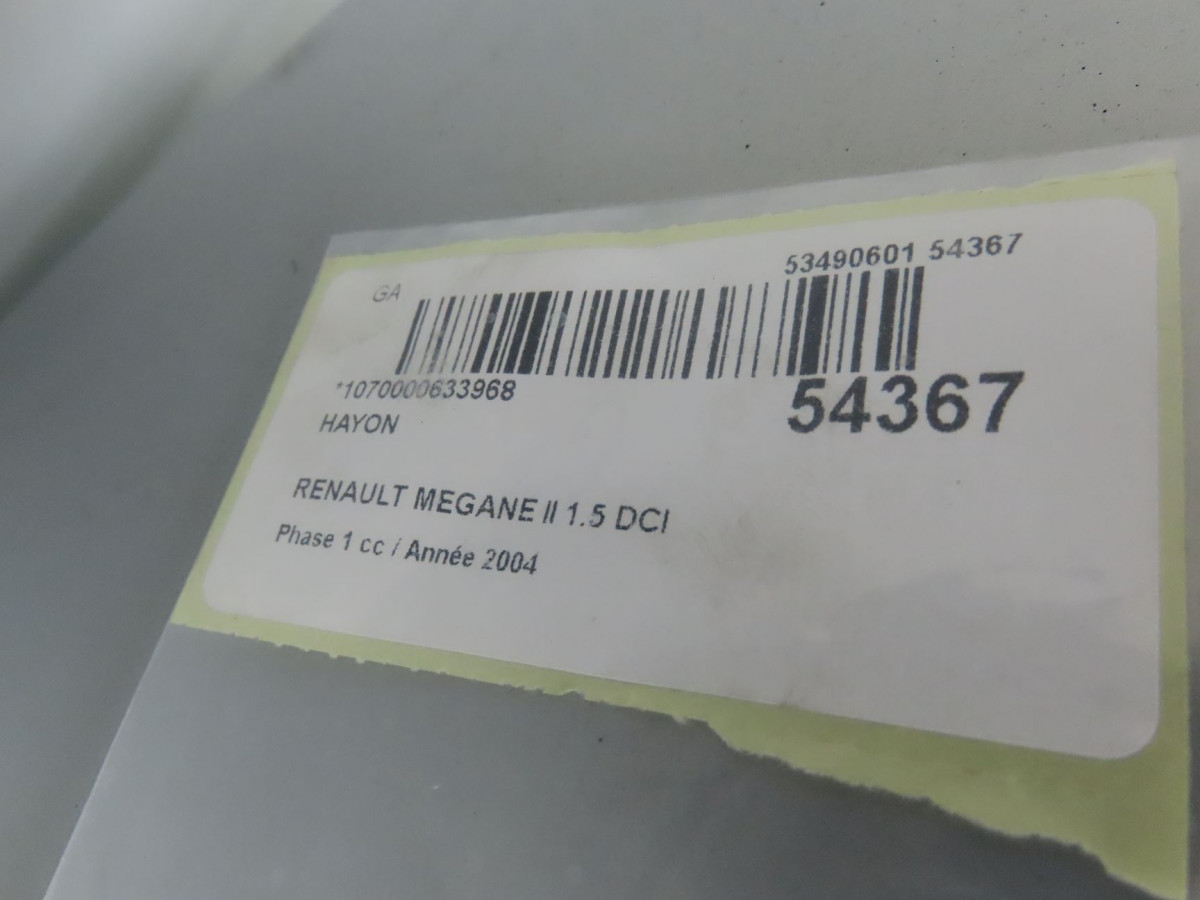 53490601 54367
GA
*1070000633968
54367
HAYON
RENAULT MEGANE II 1.5 DCI
Phase 1 cc / Année 2004